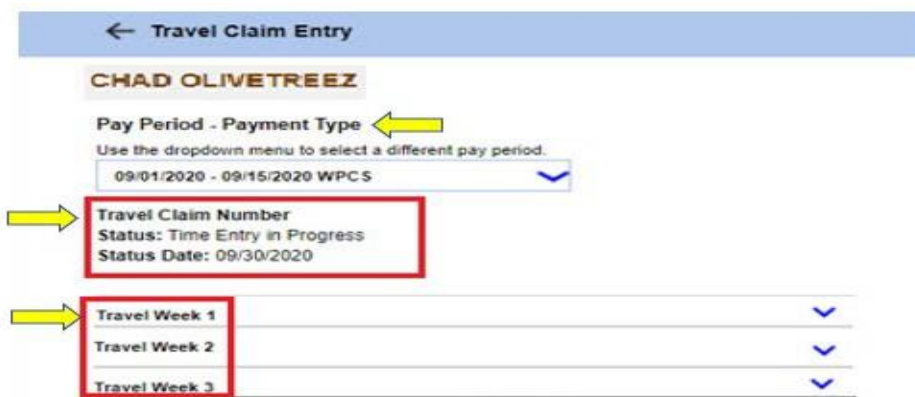 Travel Claim Entry
CHAD OLIVETREEZ
Pay Period - Payment Type
Use the dropdown menu to select a different pay period.
09/01/2020 - 09/15/2020 WPCS
Travel Claim Number
Status: Time Entry in Progress
Status Date: 09/30/2020
Travel Week 1
Travel Week 2
Travel Week 3